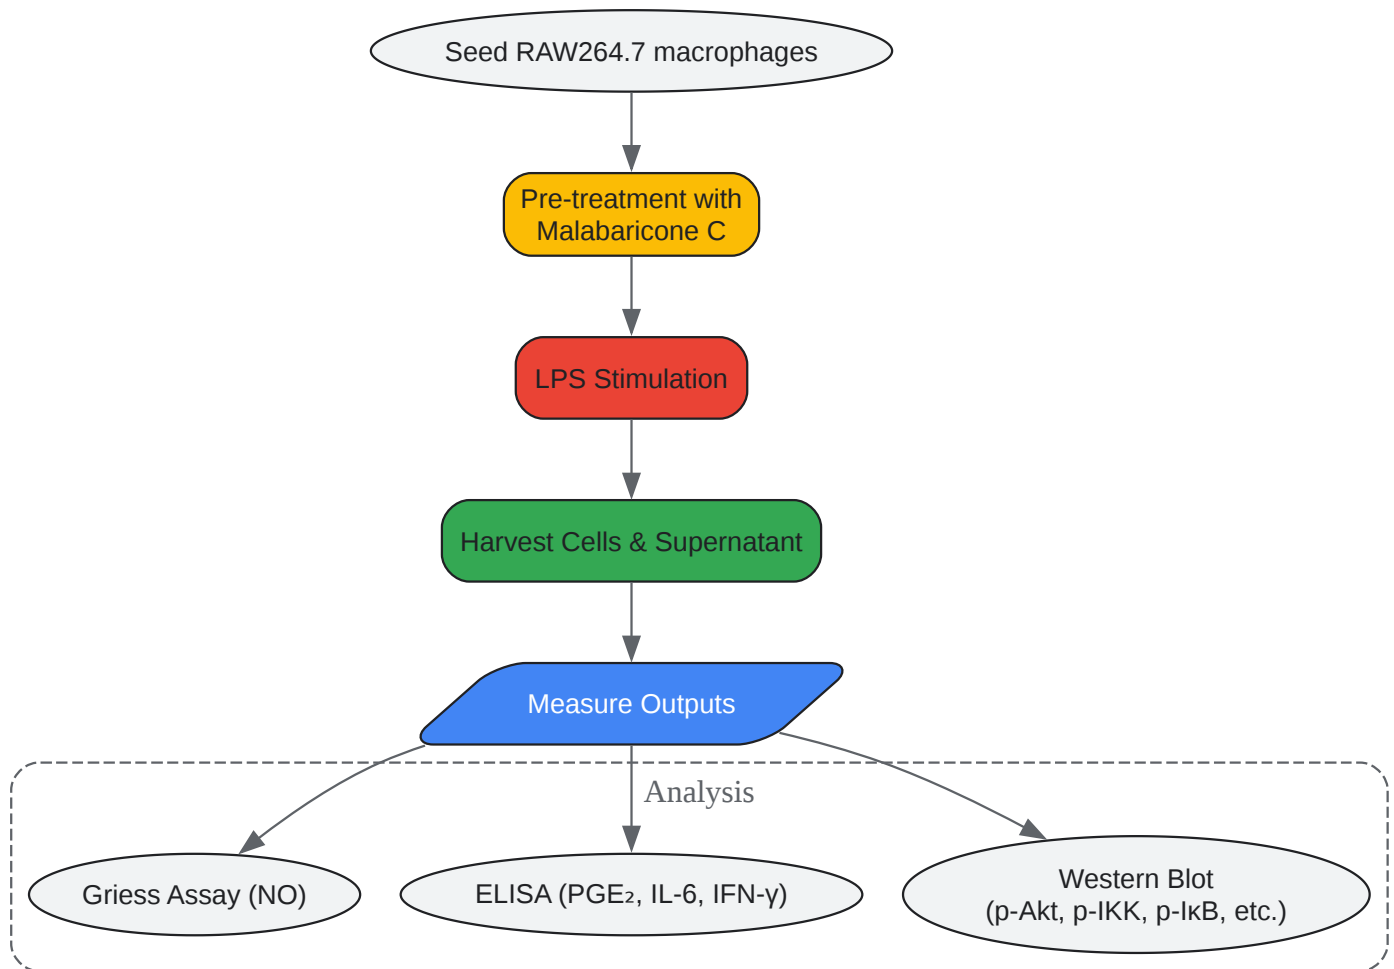 Seed RAW264.7 macrophages
Pre-treatment with
Malabaricone C
LPS Stimulation
Harvest Cells & Supernatant
Measure Outputs
Analysis
Griess Assay (NO)
ELISA (PGE₂, IL-6, IFN-γ)
Western Blot
(p-Akt, p-IKK, p-IκB, etc.)